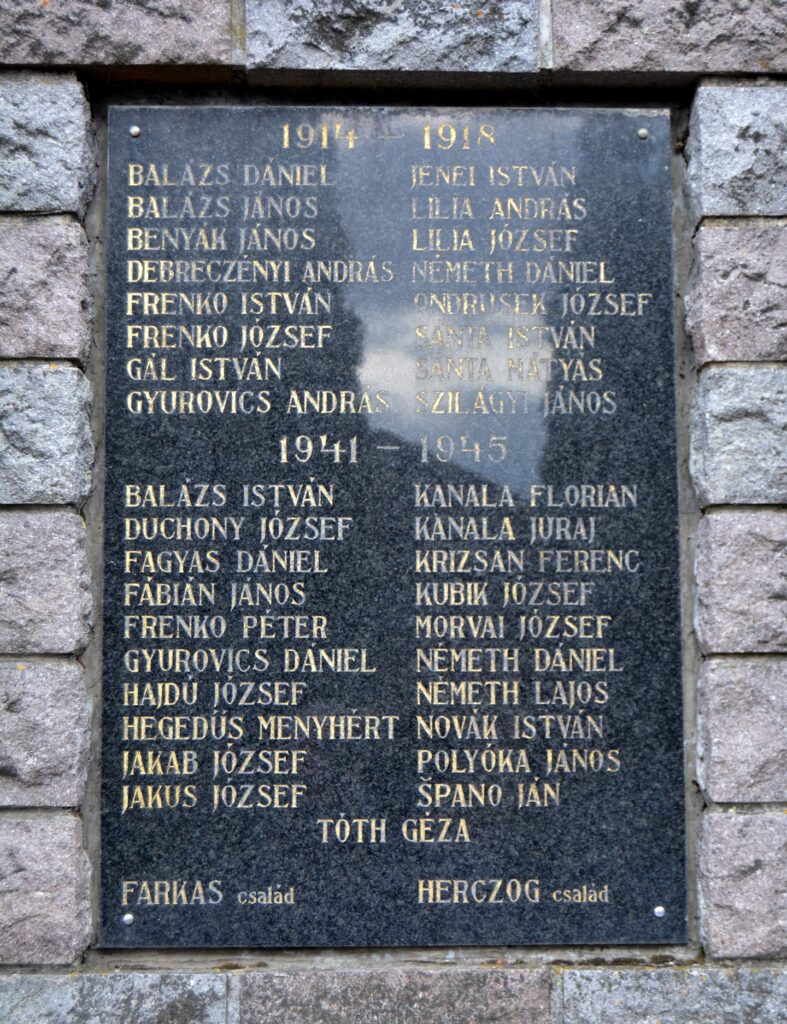 1914 – 1918
BALÁZS DÁNIEL JENEI ISTVÁN
BALÁZS JÁNOS LILIA ANDRÁS
BENYAK JÁNOS LILIA JÓZSEF
DEBRECZÉNYI ANDRÁS NÉMETH DÁNIEL
FRENKO ISTVÁN ONDRUSEK JÓZSEF
FRENKO JÓZSEF SÁNTA ISTVÁN
GÁL ISTVÁN SÁNTA MÁTYÁS
GYUROVICS ANDRÁS SZILÁGYI JÁNOS
1941 – 1945
BALÁZS ISTVÁN KANALA FLORIAN
DUCHONY JÓZSEF KANALA JURAJ
FAGYAS DÁNIEL KRIZSAN FERENC
FÁBIÁN JÁNOS KUBIK JÓZSEF
FRENKO PÉTER MORVAI JÓZSEF
GYUROVICS DÁNIEL NÉMETH DÁNIEL
HAJDÚ JÓZSEF NÉMETH LAJOS
HEGEDÚS MENYHÉRT NOVÁK ISTVÁN
JAKAB JÓZSEF POLYÓKA JÁNOS
JAKUS JÓZSEF ŠPANO JÁN
TÓTH GÉZA
FARKAS család HERCZOG család